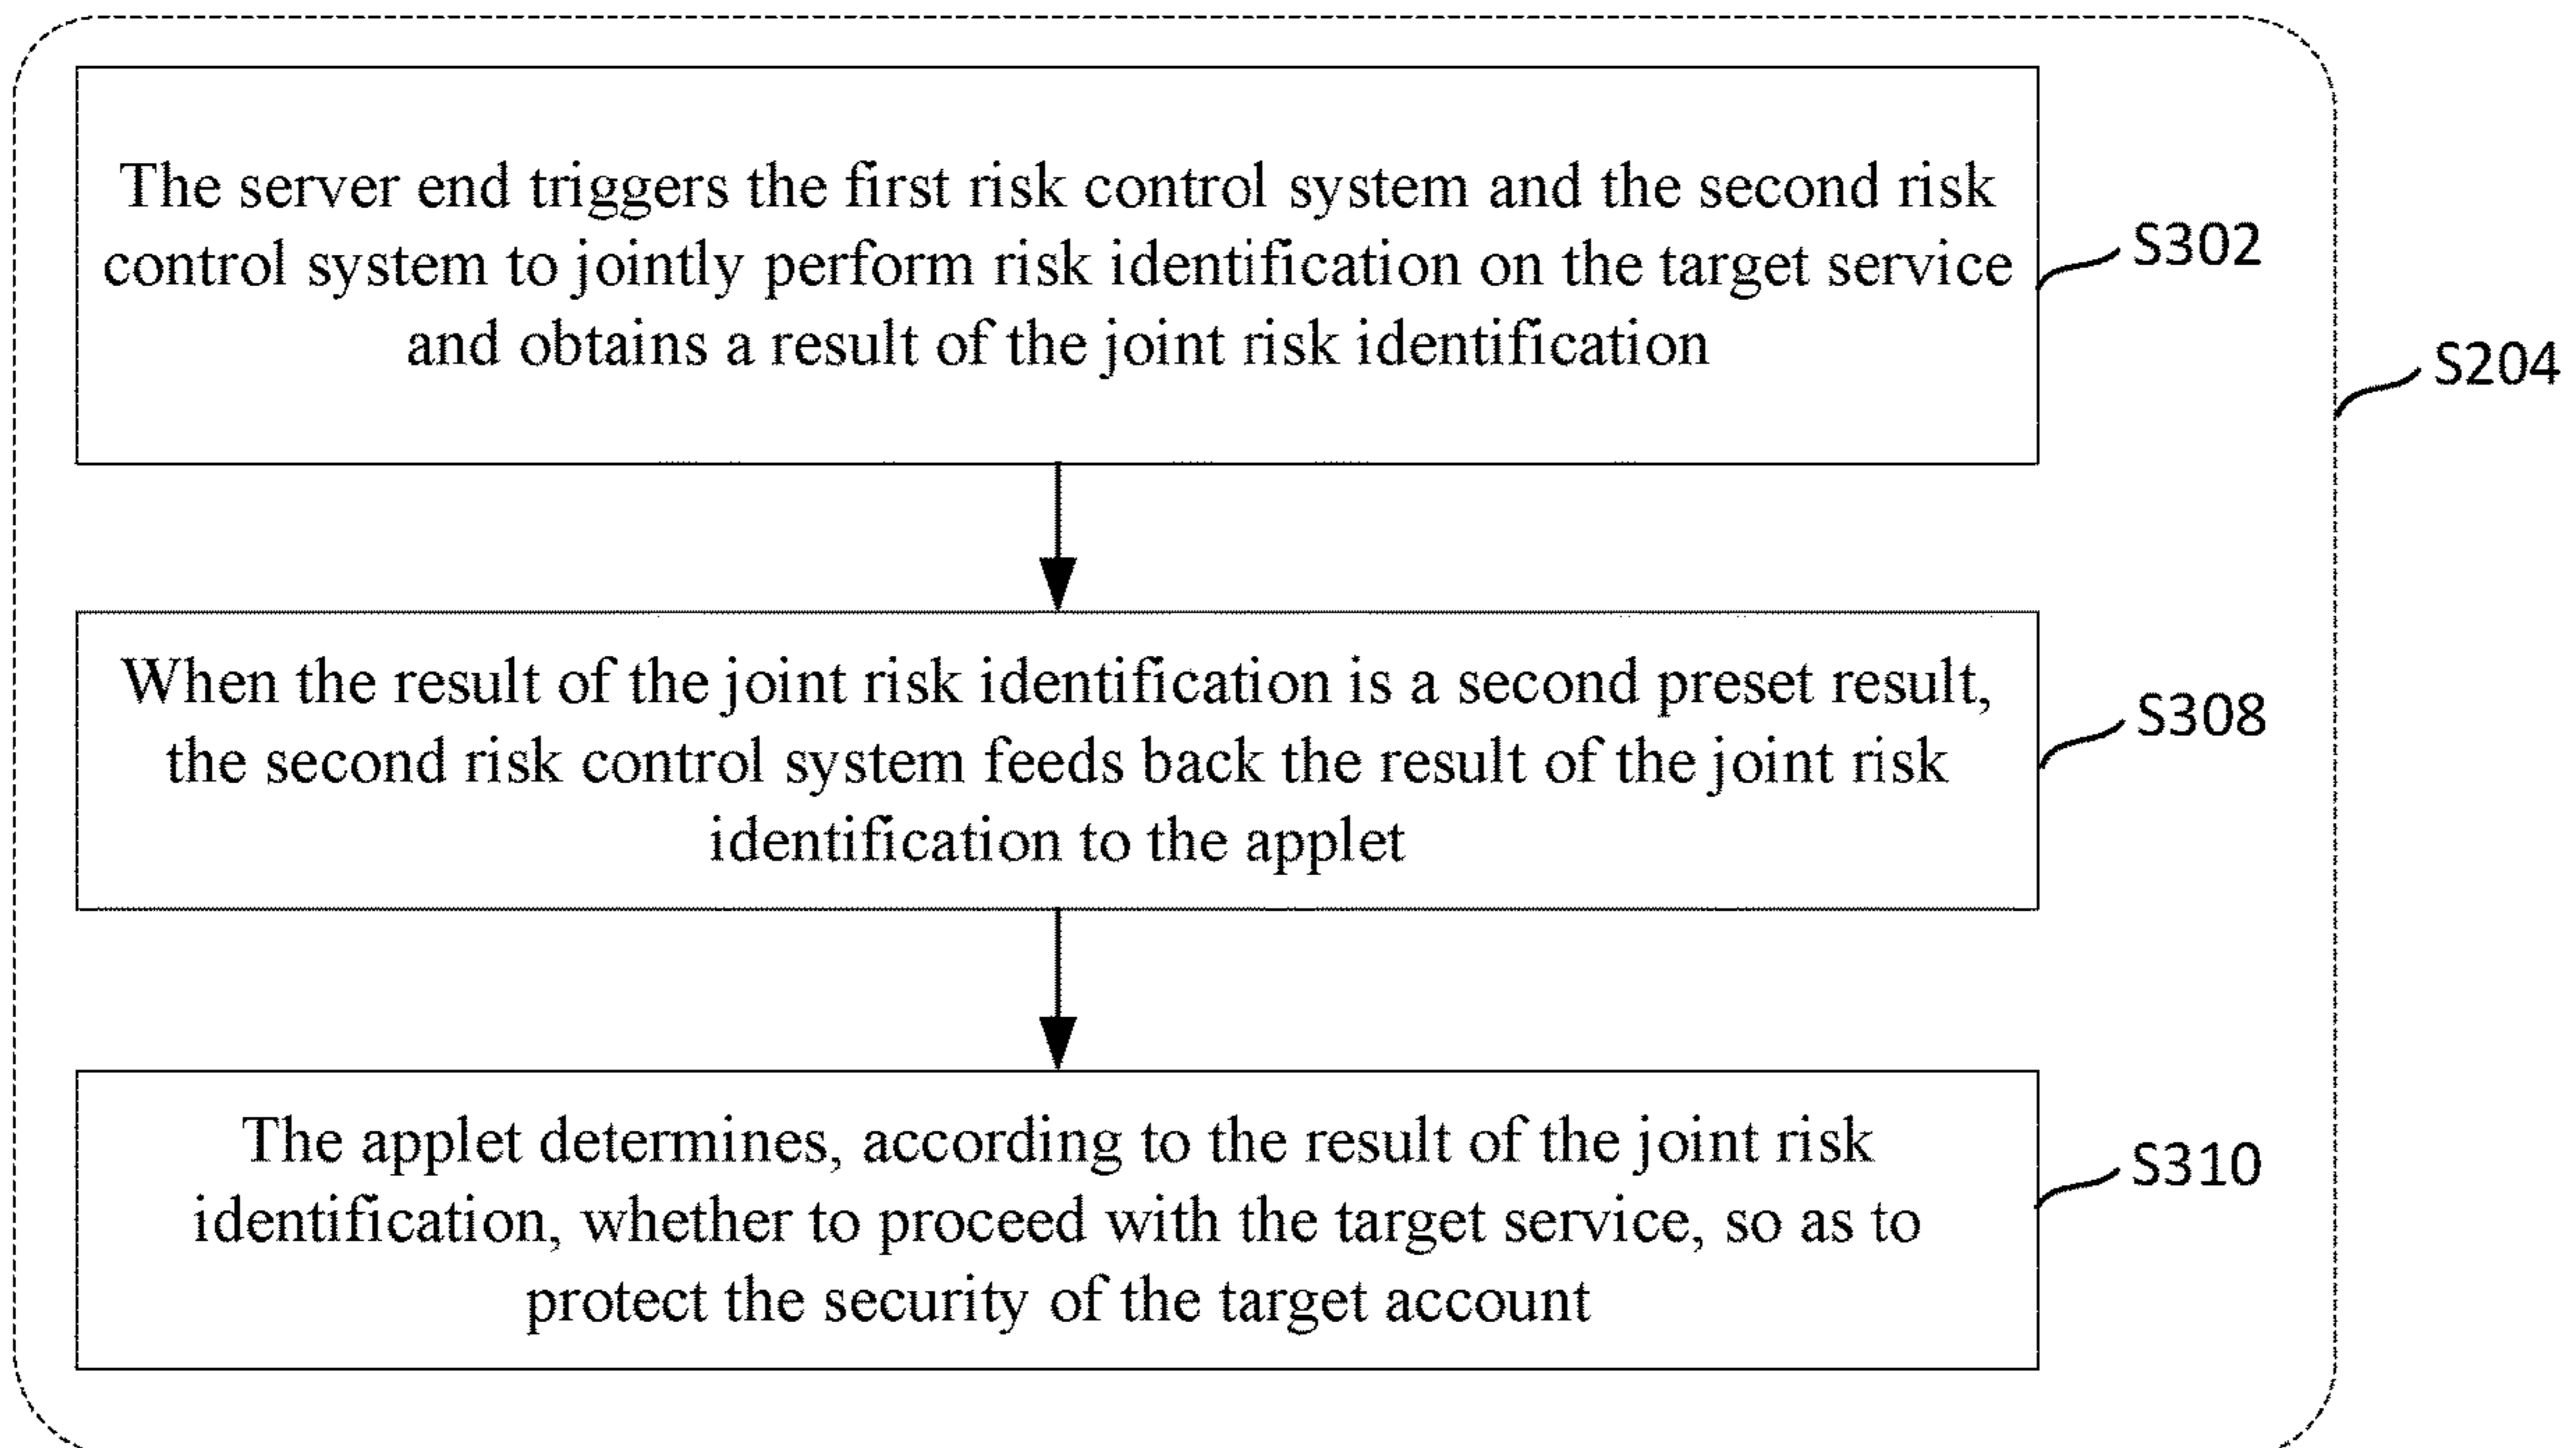 The server end triggers the first risk control system and the second risk
control system to jointly perform risk identification on the target service
and obtains a result of the joint risk identification
S302
S204
When the result of the joint risk identification is a second preset result,
the second risk control system feeds back the result of the joint risk
identification to the applet
S308
The applet determines, according to the result of the joint risk
identification, whether to proceed with the target service, so as to
protect the security of the target account
S310